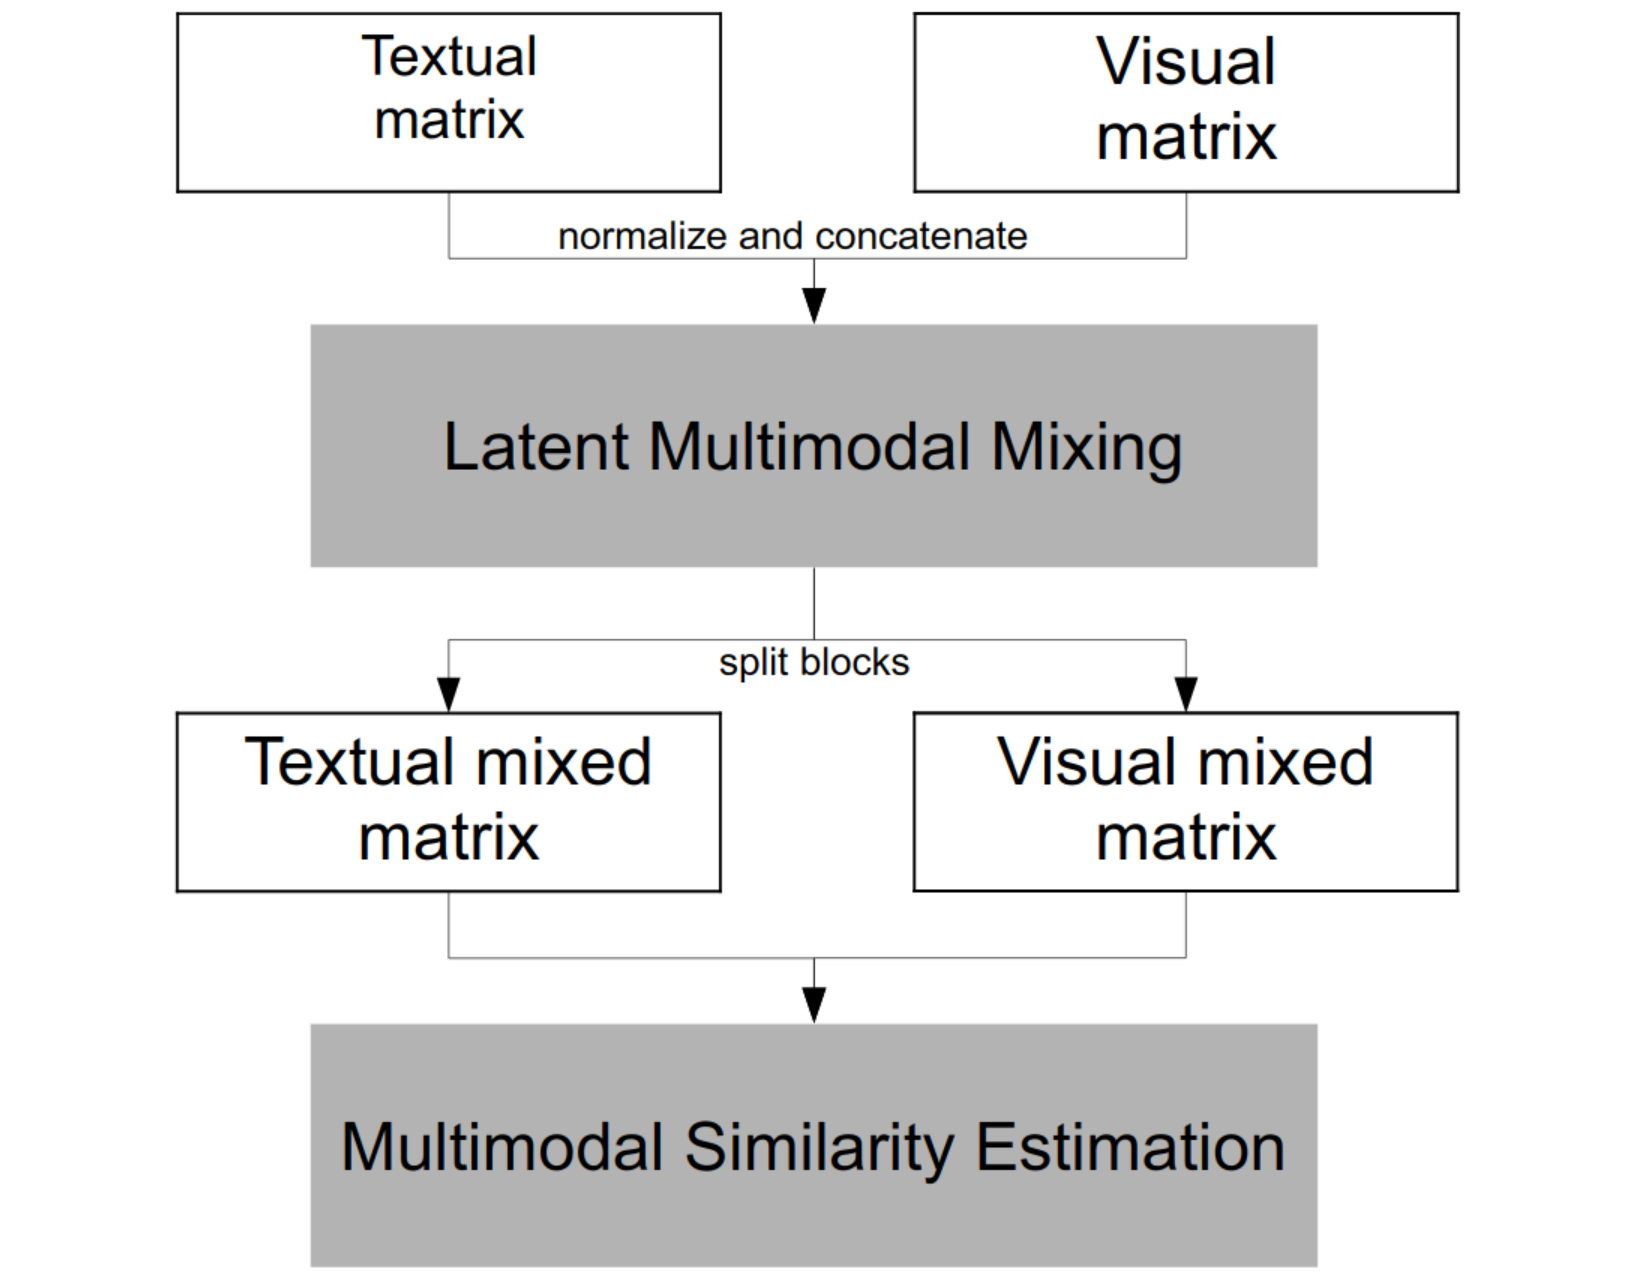 Textual
matrix
Visual
matrix
normalize and concatenate
Latent Multimodal Mixing
split blocks
Textual mixed
matrix
Visual mixed
matrix
Multimodal Similarity Estimation